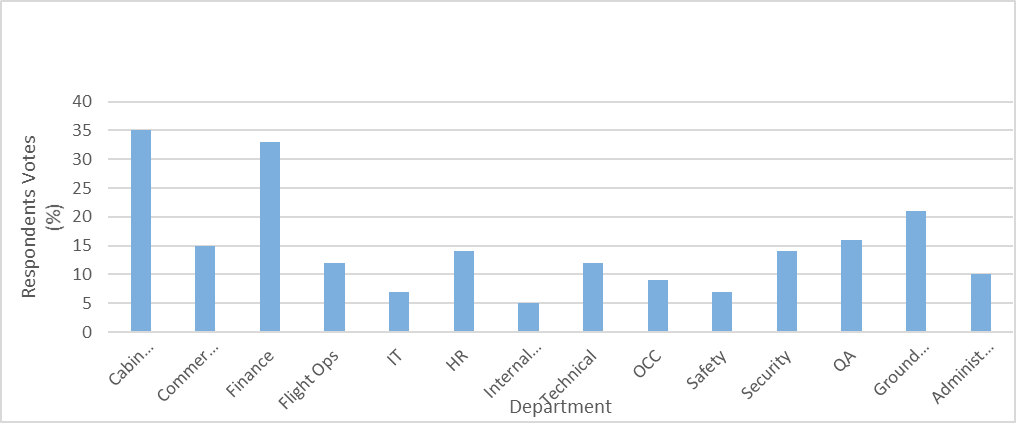 40
35
30
25
20
15
10
5
0
Respondents Votes
(%)
Cabin...
Commer...
Finance
Flight Ops
IT
HR
Internal...
Technical
OCC
Safety
Security
QA
Ground...
Administ...
Department